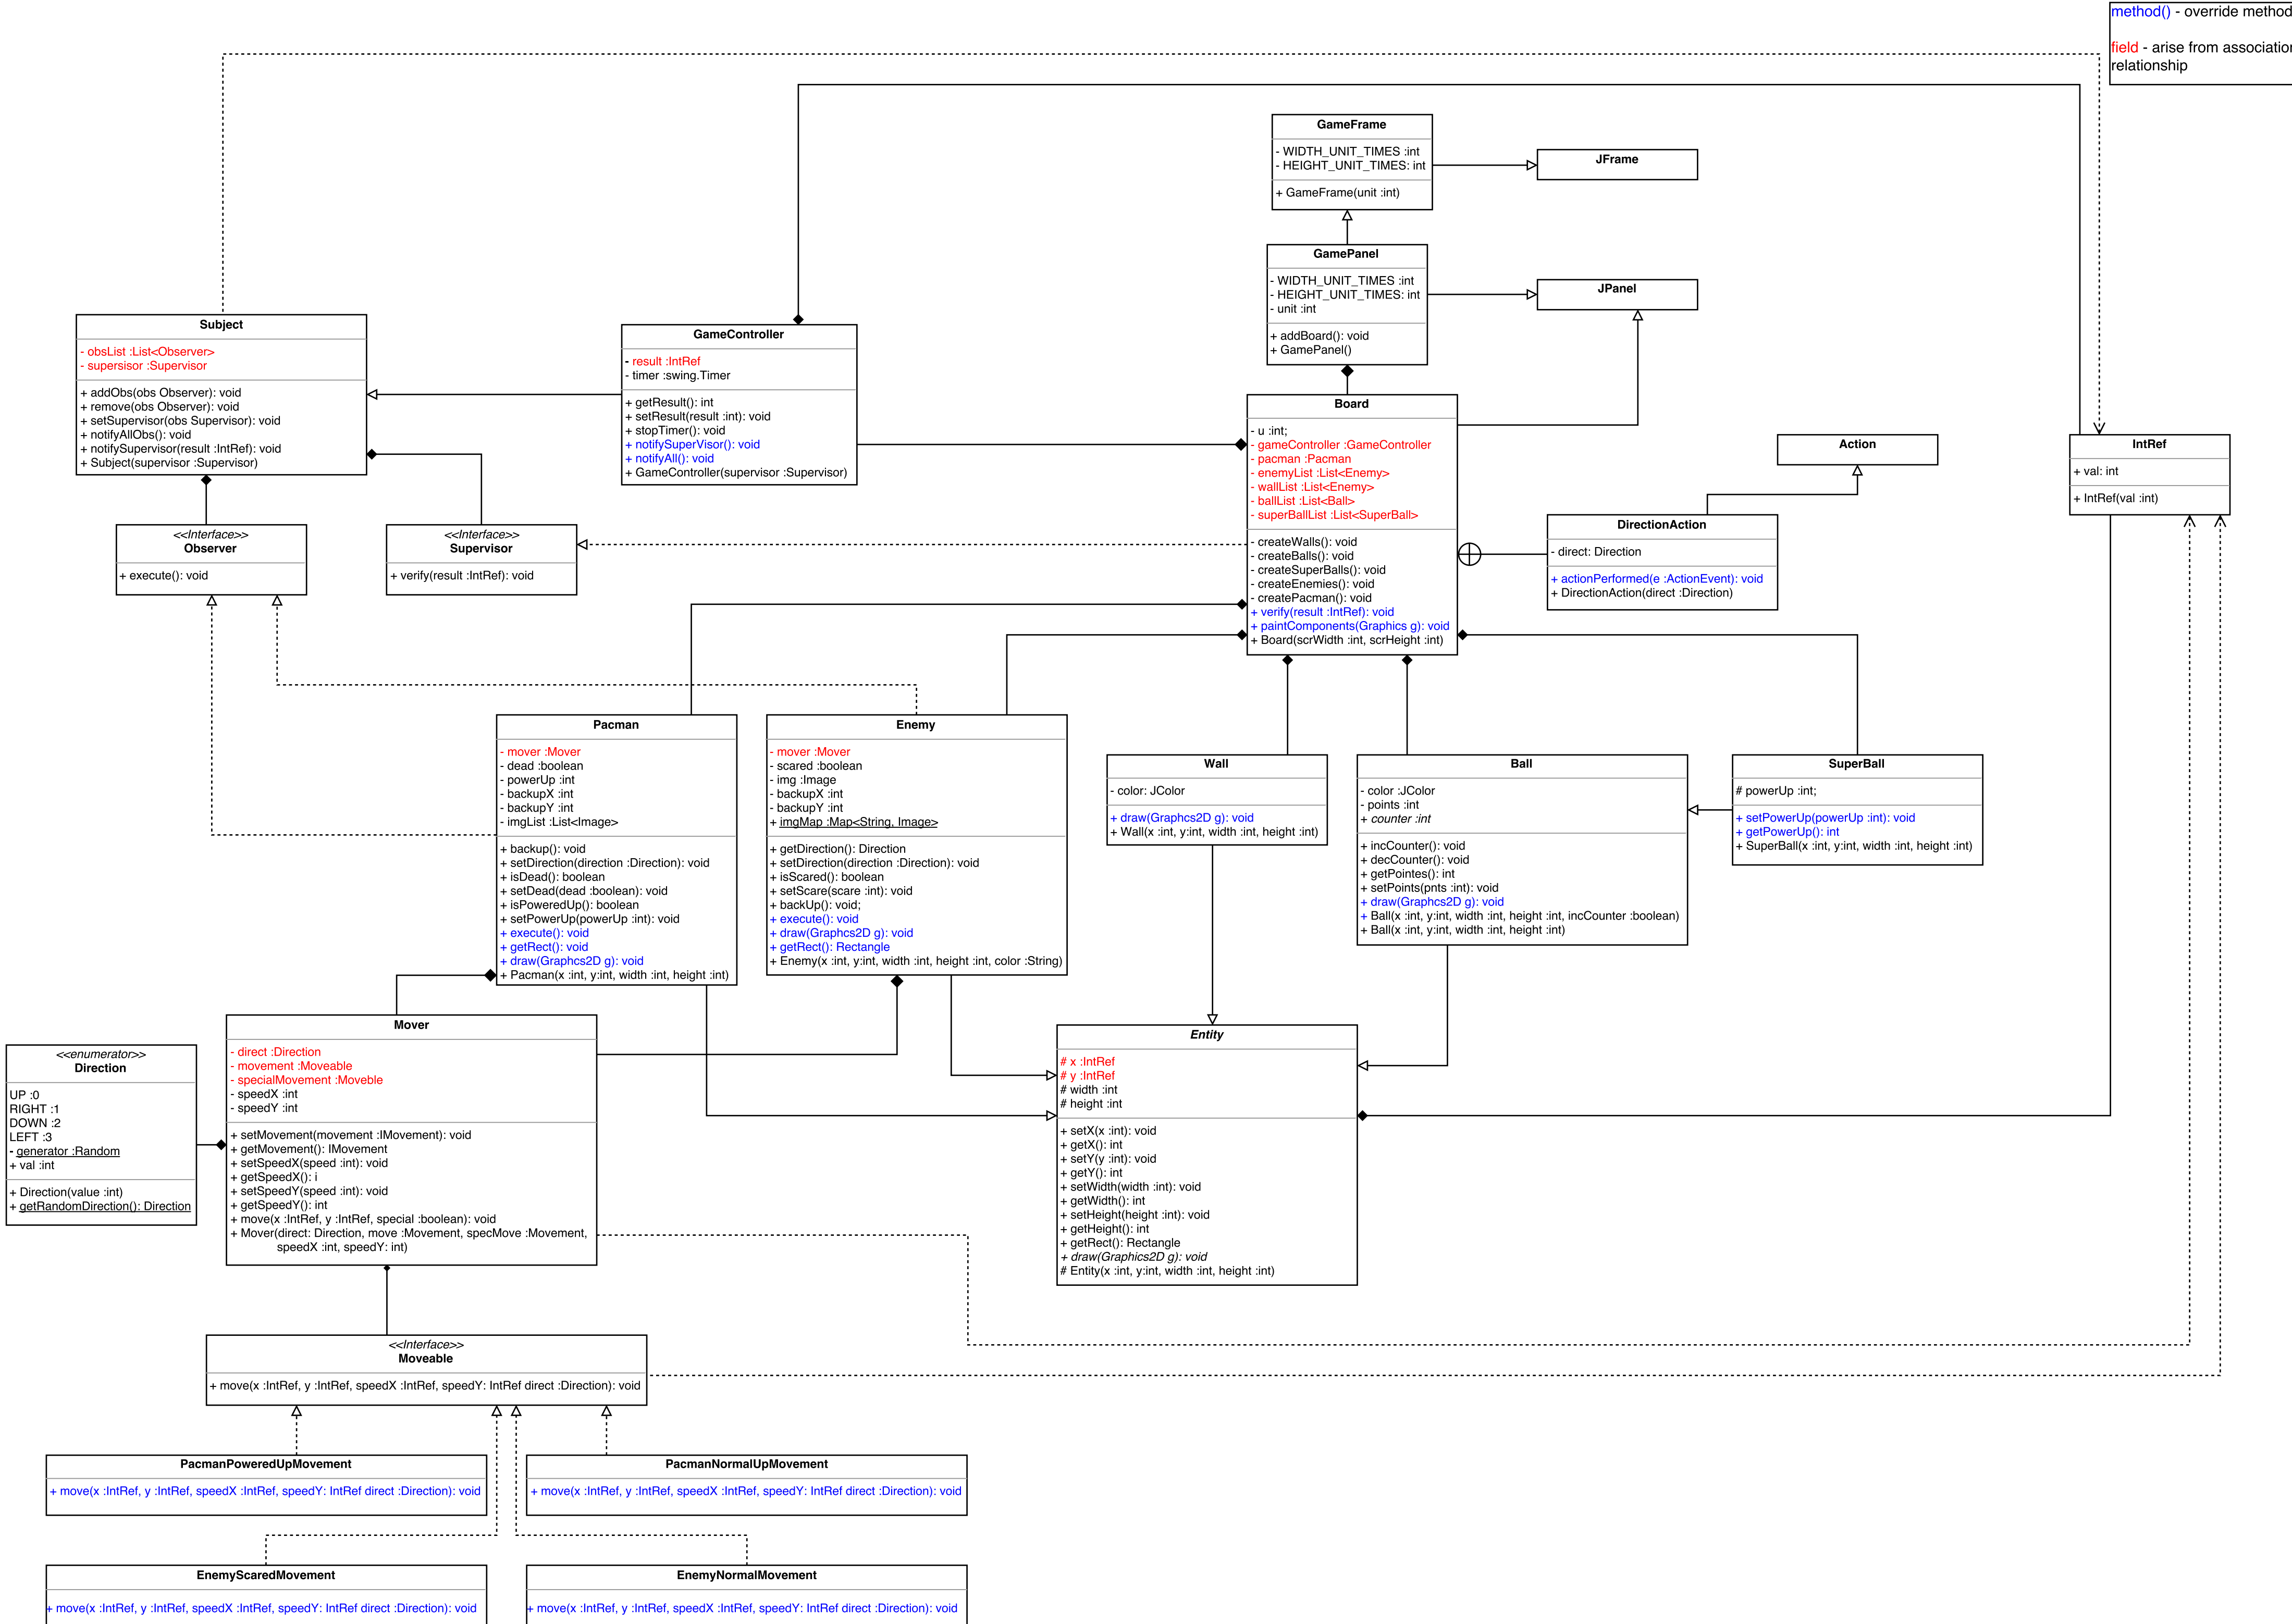 method() - override method
field - arise from association
relationship
GameFrame
- WIDTH_UNIT_TIMES :int
- HEIGHT_UNIT_TIMES: int
+ GameFrame(unit :int)
JFrame
GamePanel
- WIDTH_UNIT_TIMES :int
- HEIGHT_UNIT_TIMES: int
- unit :int
+ addBoard(): void
+ GamePanel()
JPanel
Subject
- obsList :List<Observer>
- supersisor :Supervisor
+ addObs(obs Observer): void
+ remove(obs Observer): void
+ setSupervisor(obs Supervisor): void
+ notifyAllObs(): void
+ notifySupervisor(result :IntRef): void
+ Subject(supervisor :Supervisor)
GameController
- result :IntRef
- timer :swing.Timer
+ getResult(): int
+ setResult(result :int): void
+ stopTimer(): void
+ notifySuperVisor(): void
+ notifyAll(): void
+ GameController(supervisor :Supervisor)
Board
- u :int;
- gameController :GameController
- pacman :Pacman
- enemyList :List<Enemy>
- wallList :List<Enemy>
- ballList :List<Ball>
- superBallList :List<SuperBall>
- createWalls(): void
- createBalls(): void
- createSuperBalls(): void
- createEnemies(): void
- createPacman(): void
+ verify(result :IntRef): void
+ paintComponents(Graphics g): void
+ Board(scrWidth :int, scrHeight :int)
Action
IntRef
+ val: int
+ IntRef(val :int)
<<Interface>>
Observer
+ execute(): void
<<Interface>>
Supervisor
+ verify(result :IntRef): void
DirectionAction
- direct: Direction
+ actionPerformed(e :ActionEvent): void
+ DirectionAction(direct :Direction)
Pacman
- mover :Mover
- dead :boolean
- powerUp :int
- backupX :int
- backupY :int
- imgList :List<Image>
+ backup(): void
+ setDirection(direction :Direction): void
+ isDead(): boolean
+ setDead(dead :boolean): void
+ isPoweredUp(): boolean
+ setPowerUp(powerUp :int): void
+ execute(): void
+ getRect(): void
+ draw(Graphcs2D g): void
+ Pacman(x :int, y:int, width :int, height :int)
Enemy
- mover :Mover
- scared :boolean
- img :Image
- backupX :int
- backupY :int
+ imgMap :Map<String, Image>
+ getDirection(): Direction
+ setDirection(direction :Direction): void
+ isScared(): boolean
+ setScare(scare :int): void
+ backUp(): void;
+ execute(): void
+ draw(Graphcs2D g): void
+ getRect(): Rectangle
+ Enemy(x :int, y:int, width :int, height :int, color :String)
Wall
- color: JColor
+ draw(Graphcs2D g): void
+ Wall(x :int, y:int, width :int, height :int)
Ball
- color :JColor
- points :int
+ counter :int
+ incCounter(): void
+ decCounter(): void
+ getPointes(): int
+ setPoints(pnts :int): void
+ draw(Graphcs2D g): void
+ Ball(x :int, y:int, width :int, height :int, incCounter :boolean)
+ Ball(x :int, y:int, width :int, height :int)
SuperBall
# powerUp :int;
+ setPowerUp(powerUp :int): void
+ getPowerUp(): int
+ SuperBall(x :int, y:int, width :int, height :int)
<<enumerator>>
Direction
UP :0
RIGHT :1
DOWN :2
LEFT :3
- generator :Random
+ val :int
+ Direction(value :int)
+ getRandomDirection(): Direction
Mover
- direct :Direction
- movement :Moveable
- specialMovement :Moveble
- speedX :int
- speedY :int
+ setMovement(movement :IMovement): void
+ getMovement(): IMovement
+ setSpeedX(speed :int): void
+ getSpeedX(): i
+ setSpeedY(speed :int): void
+ getSpeedY(): int
+ move(x :IntRef, y :IntRef, special :boolean): void
+ Mover(direct: Direction, move :Movement, specMove :Movement,
speedX :int, speedY: int)
Entity
# x :IntRef
# y :IntRef
# width :int
# height :int
+ setX(x :int): void
+ getX(): int
+ setY(y :int): void
+ getY(): int
+ setWidth(width :int): void
+ getWidth(): int
+ setHeight(height :int): void
+ getHeight(): int
+ getRect(): Rectangle
+ draw(Graphics2D g): void
# Entity(x :int, y:int, width :int, height :int)
<<Interface>>
Moveable
+ move(x :IntRef, y :IntRef, speedX :IntRef, speedY: IntRef direct :Direction): void
PacmanPoweredUpMovement
+ move(x :IntRef, y :IntRef, speedX :IntRef, speedY: IntRef direct :Direction): void
PacmanNormalUpMovement
+ move(x :IntRef, y :IntRef, speedX :IntRef, speedY: IntRef direct :Direction): void
EnemyScaredMovement
+ move(x :IntRef, y :IntRef, speedX :IntRef, speedY: IntRef direct :Direction): void
EnemyNormalMovement
+ move(x :IntRef, y :IntRef, speedX :IntRef, speedY: IntRef direct :Direction): void